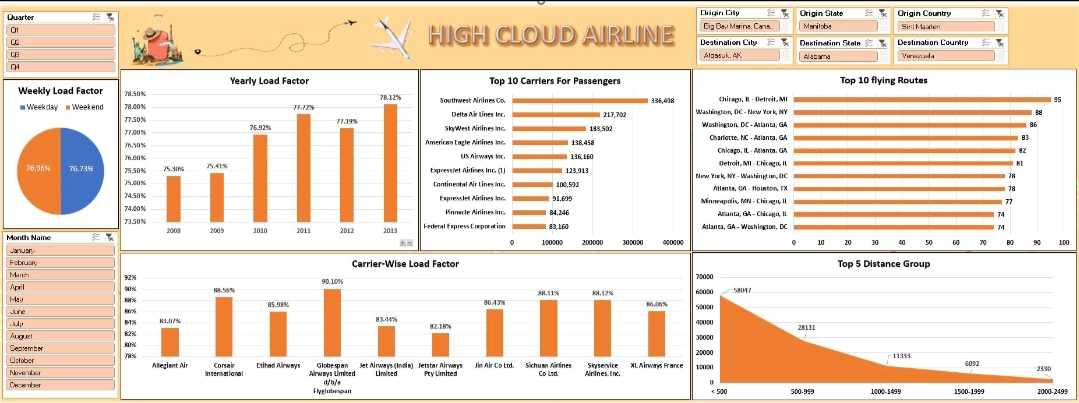 HIGH CLOUD AIRLINE
Quarter
Q1
Q2
Q3
Q4
Origin City
Big Bay Marina, Cana...
Origin State
Manitoba
Origin Country
Sint Maarten
Destination City
Atqasuk, AK
Destination State
Alabama
Destination Country
Venezuela
Weekly Load Factor
Weekday Weekend
76.96% 76.73%
Month Name
January
February
March
April
May
June
July
August
September
October
November
December
Yearly Load Factor
78.50%
78.00%
77.50%
77.00%
76.50%
76.00%
75.50%
75.00%
74.50%
74.00%
73.50%
75.30% 75.41% 76.92% 77.72% 77.19% 78.12%
2008 2009 2010 2011 2012 2013
Top 10 Carriers For Passengers
Southwest Airlines Co. 336,498
Delta Air Lines Inc. 217,702
SkyWest Airlines Inc. 183,502
American Eagle Airlines Inc. 138,458
US Airways Inc. 136,160
ExpressJet Airlines Inc. (1) 123,913
Continental Air Lines Inc. 100,592
ExpressJet Airlines Inc. 91,699
Pinnacle Airlines Inc. 84,246
Federal Express Corporation 83,160
0 100000 200000 300000 400000
Top 10 flying Routes
Chicago, IL - Detroit, MI 95
Washington, DC - New York, NY 88
Washington, DC - Atlanta, GA 86
Charlotte, NC - Atlanta, GA 83
Chicago, IL - Atlanta, GA 82
Detroit, MI - Chicago, IL 81
New York, NY - Washington, DC 78
Atlanta, GA - Houston, TX 78
Minneapolis, MN - Chicago, IL 77
Atlanta, GA - Chicago, IL 74
Atlanta, GA - Washington, DC 74
0 10 20 30 40 50 60 70 80 90 100
Carrier-Wise Load Factor
92%
90%
88%
86%
84%
82%
80%
78%
83.07% 88.56% 85.98% 90.10% 83.44% 82.18% 86.43% 88.11% 88.12% 86.06%
Allegiant Air Corsair Etihad Airways Globespan Jet Airways (India) Jetstar Airways Jin Air Co Ltd. Sichuan Airlines Skyservice XL Airways France
International Airways Limited Limited Pty Limited Co Ltd. Airlines, Inc.
d/b/a
Flyglobespan
Top 5 Distance Group
70000
60000
50000
40000
30000
20000
10000
0
58047
28131
11333
6092
2330
< 500 500-999 1000-1499 1500-1999 2000-2499